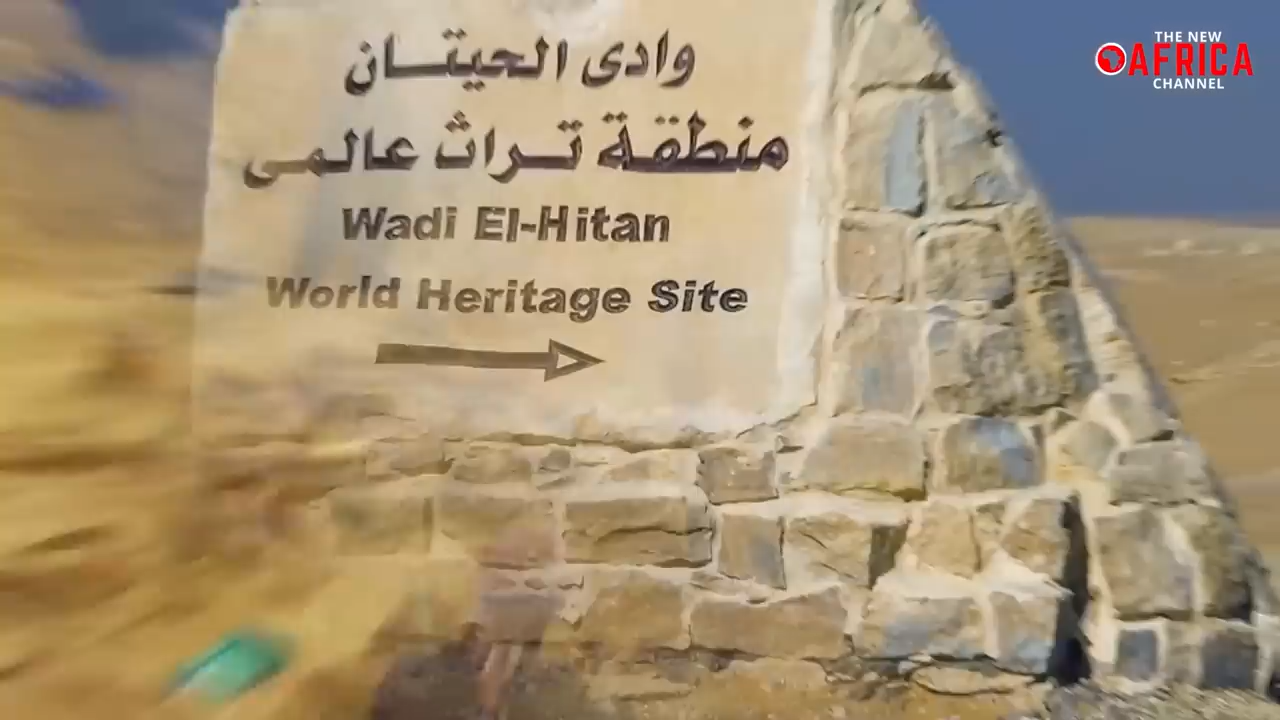 وادى الحيتان
منطقة تراث عالمى
Wadi El-Hitan
World Heritage Site
THE NEW
AFRICA
CHANNEL